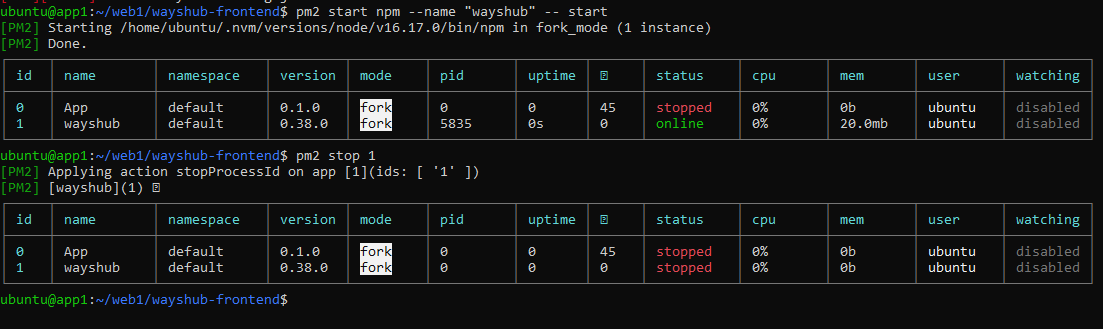 ubuntu@app1:~/web1/wayshub-frontend$ pm2 start npm --name "wayshub" -- start
[PM2] Starting /home/ubuntu/.nvm/versions/node/v16.17.0/bin/npm in fork_mode (1 instance)
[PM2] Done.
id name namespace version mode pid uptime status cpu mem user watching
0 App default 0.1.0 fork 0 0 45 stopped 0% 0b ubuntu disabled
1 wayshub default 0.38.0 fork 5835 0s 0 online 0% 20.0mb ubuntu disabled
ubuntu@app1:~/web1/wayshub-frontend$ pm2 stop 1
[PM2] Applying action stopProcessId on app [1](ids: [ '1' ])
[PM2] [wayshub](1)
id name namespace version mode pid uptime status cpu mem user watching
0 App default 0.1.0 fork 0 0 45 stopped 0% 0b ubuntu disabled
1 wayshub default 0.38.0 fork 0 0 0 stopped 0% 0b ubuntu disabled
ubuntu@app1:~/web1/wayshub-frontend$